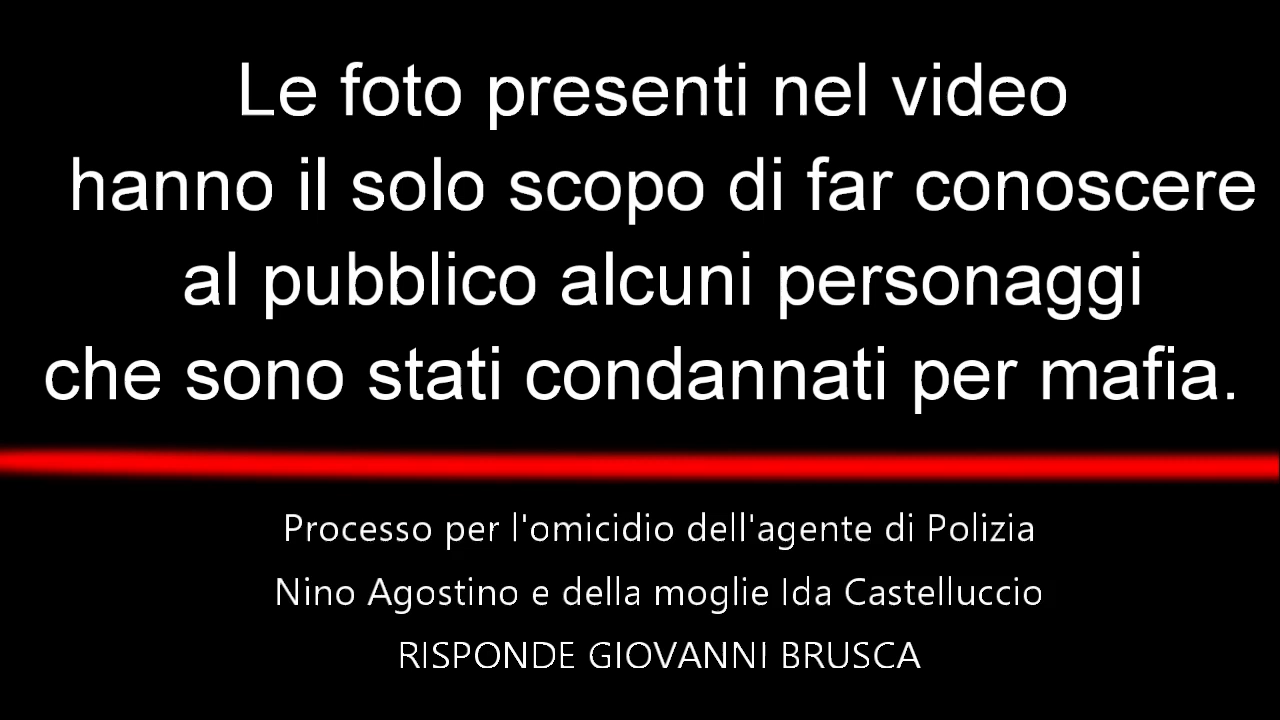 Le foto presenti nel video
hanno il solo scopo di far conoscere
al pubblico alcuni personaggi
che sono stati condannati per mafia.
Processo per l'omicidio dell'agente di Polizia
Nino Agostino e della moglie Ida Castelluccio
RISPONDE GIOVANNI BRUSCA